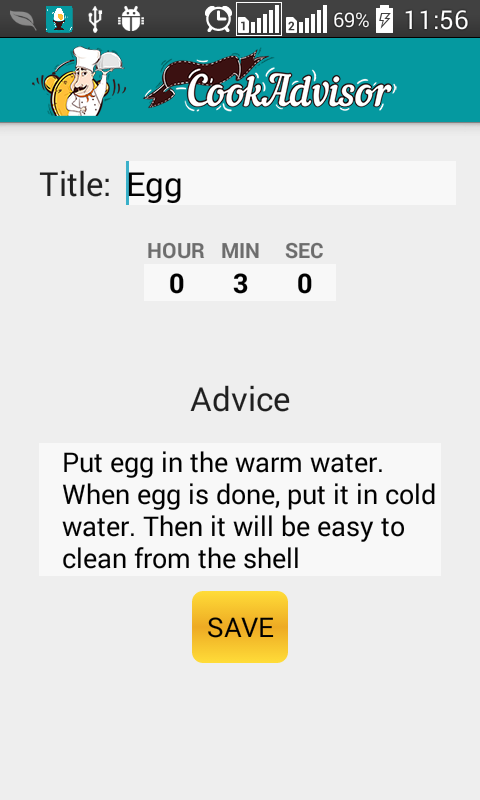 1 2 69% 11:56
CookAdvisor
Title: Egg
HOUR MIN SEC
0 3 0
Advice
Put egg in the warm water.
When egg is done, put it in cold
water. Then it will be easy to
clean from the shell
SAVE